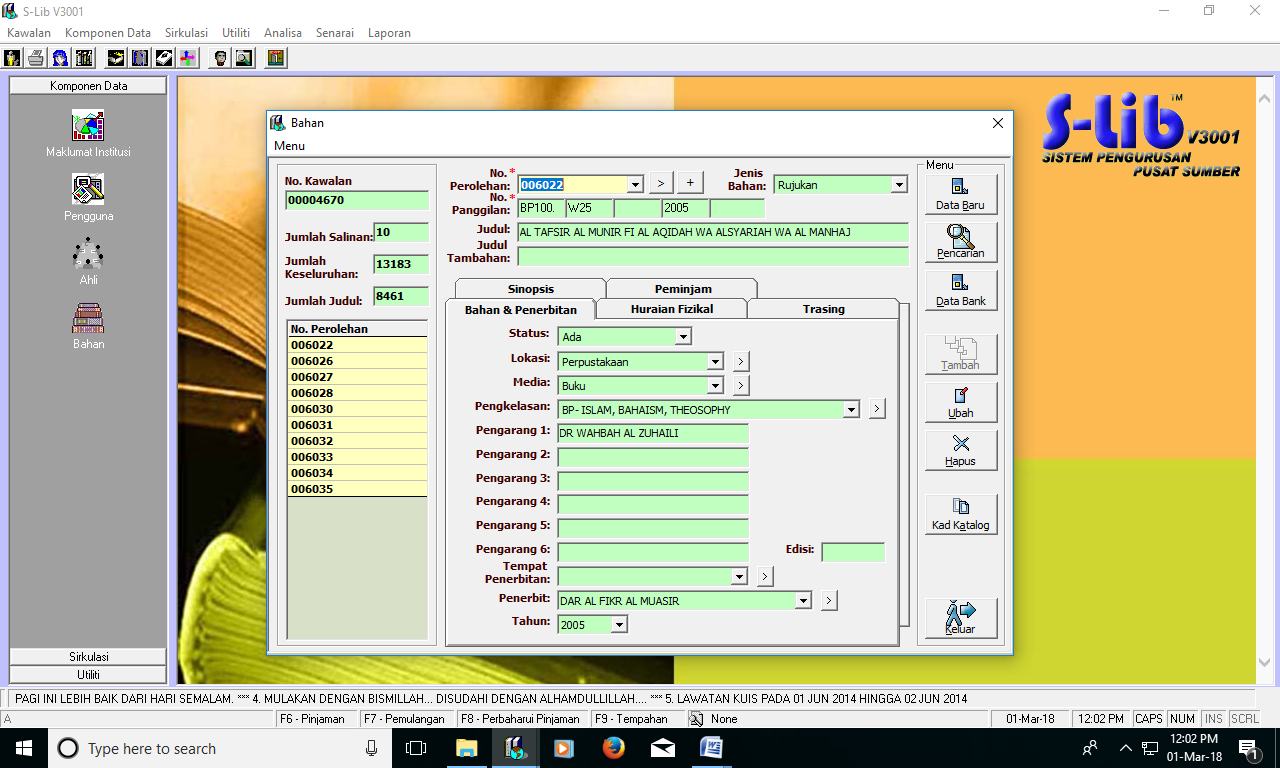 S-Lib V3001
Kawalan Komponen Data Sirkulasi Utiliti Analisa Senarai Laporan
Komponen Data
Maklumat Institusi
Pengguna
Ahli
Bahan
Sirkulasi
Utiliti
S-Lib V3001 ™
SISTEM PENGURUSAN
PUSAT SUMBER
Bahan
Menu
No. Kawalan
00004670
Jumlah Salinan: 10
Jumlah Keseluruhan: 13183
Jumlah Judul: 8461
No. Perolehan
006022
006026
006027
006028
006030
006031
006032
006033
006034
006035
No. * Perolehan: 006022 > +
Jenis Bahan: Rujukan
No. * Panggilan: BP100. W25 2005
Judul: AL TAFSIR AL MUNIR FI AL AQIDAH WA ALSYARIAH WA AL MANHAJ
Judul Tambahan:
Sinopsis Peminjam
Bahan & Penerbitan Huraian Fizikal Trasing
Status: Ada
Lokasi: Perpustakaan >
Media: Buku >
Pengkelasan: BP- ISLAM, BAHAISM, THEOSOPHY >
Pengarang 1: DR WAHBAH AL ZUHAILI
Pengarang 2:
Pengarang 3:
Pengarang 4:
Pengarang 5:
Pengarang 6: Edisi:
Tempat Penerbitan: >
Penerbit: DAR AL FIKR AL MUASIR >
Tahun: 2005
Menu
Data Baru
Pencarian
Data Bank
Tambah
Ubah
Hapus
Kad Katalog
Keluar
PAGI INI LEBIH BAIK DARI HARI SEMALAM. *** 4. MULAKAN DENGAN BISMILLAH... DISUDAHI DENGAN ALHAMDULLILLAH.... *** 5. LAWATAN KUIS PADA 01 JUN 2014 HINGGA 02 JUN 2014
A F6 - Pinjaman F7 - Pemulangan F8 - Perbaharui Pinjaman F9 - Tempahan None 01-Mar-18 12:02 PM CAPS NUM INS SCRL
Type here to search
12:02 PM
01-Mar-18
1